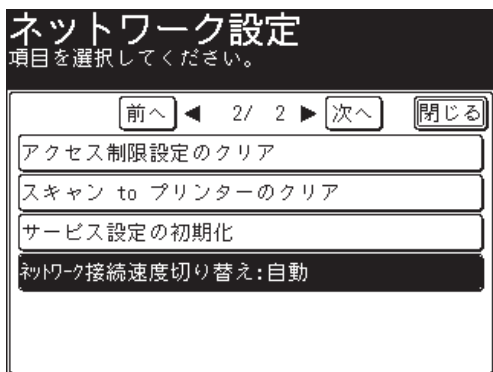 ネットワーク設定
項目を選択してください。
前へ ◀ 2/ 2 ▶ 次へ 閉じる
アクセス制限設定のクリア
スキャン to プリンターのクリア
サービス設定の初期化
ﾈｯﾄﾜｰｸ接続速度切り替え:自動